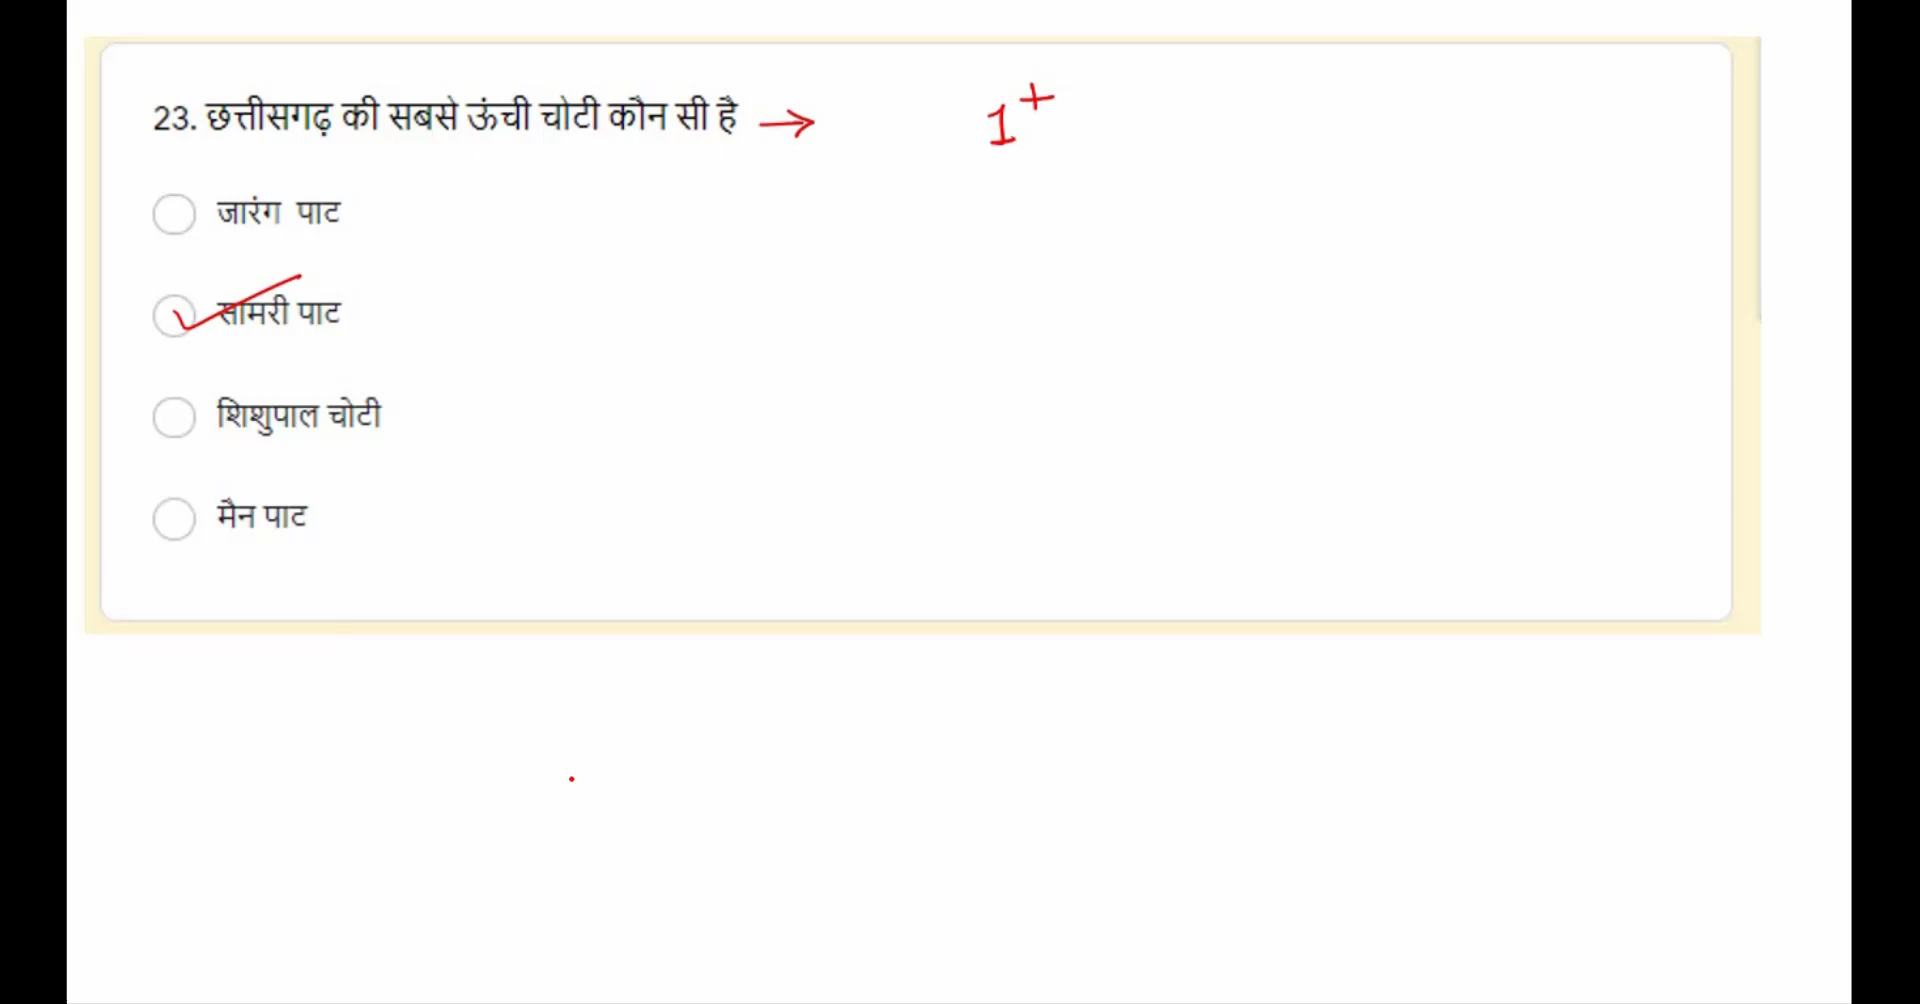 23. छत्तीसगढ़ की सबसे ऊंची चोटी कौन सी है → 1+
जारंग पाट
सामरी पाट
शिशुपाल चोटी
मैन पाट